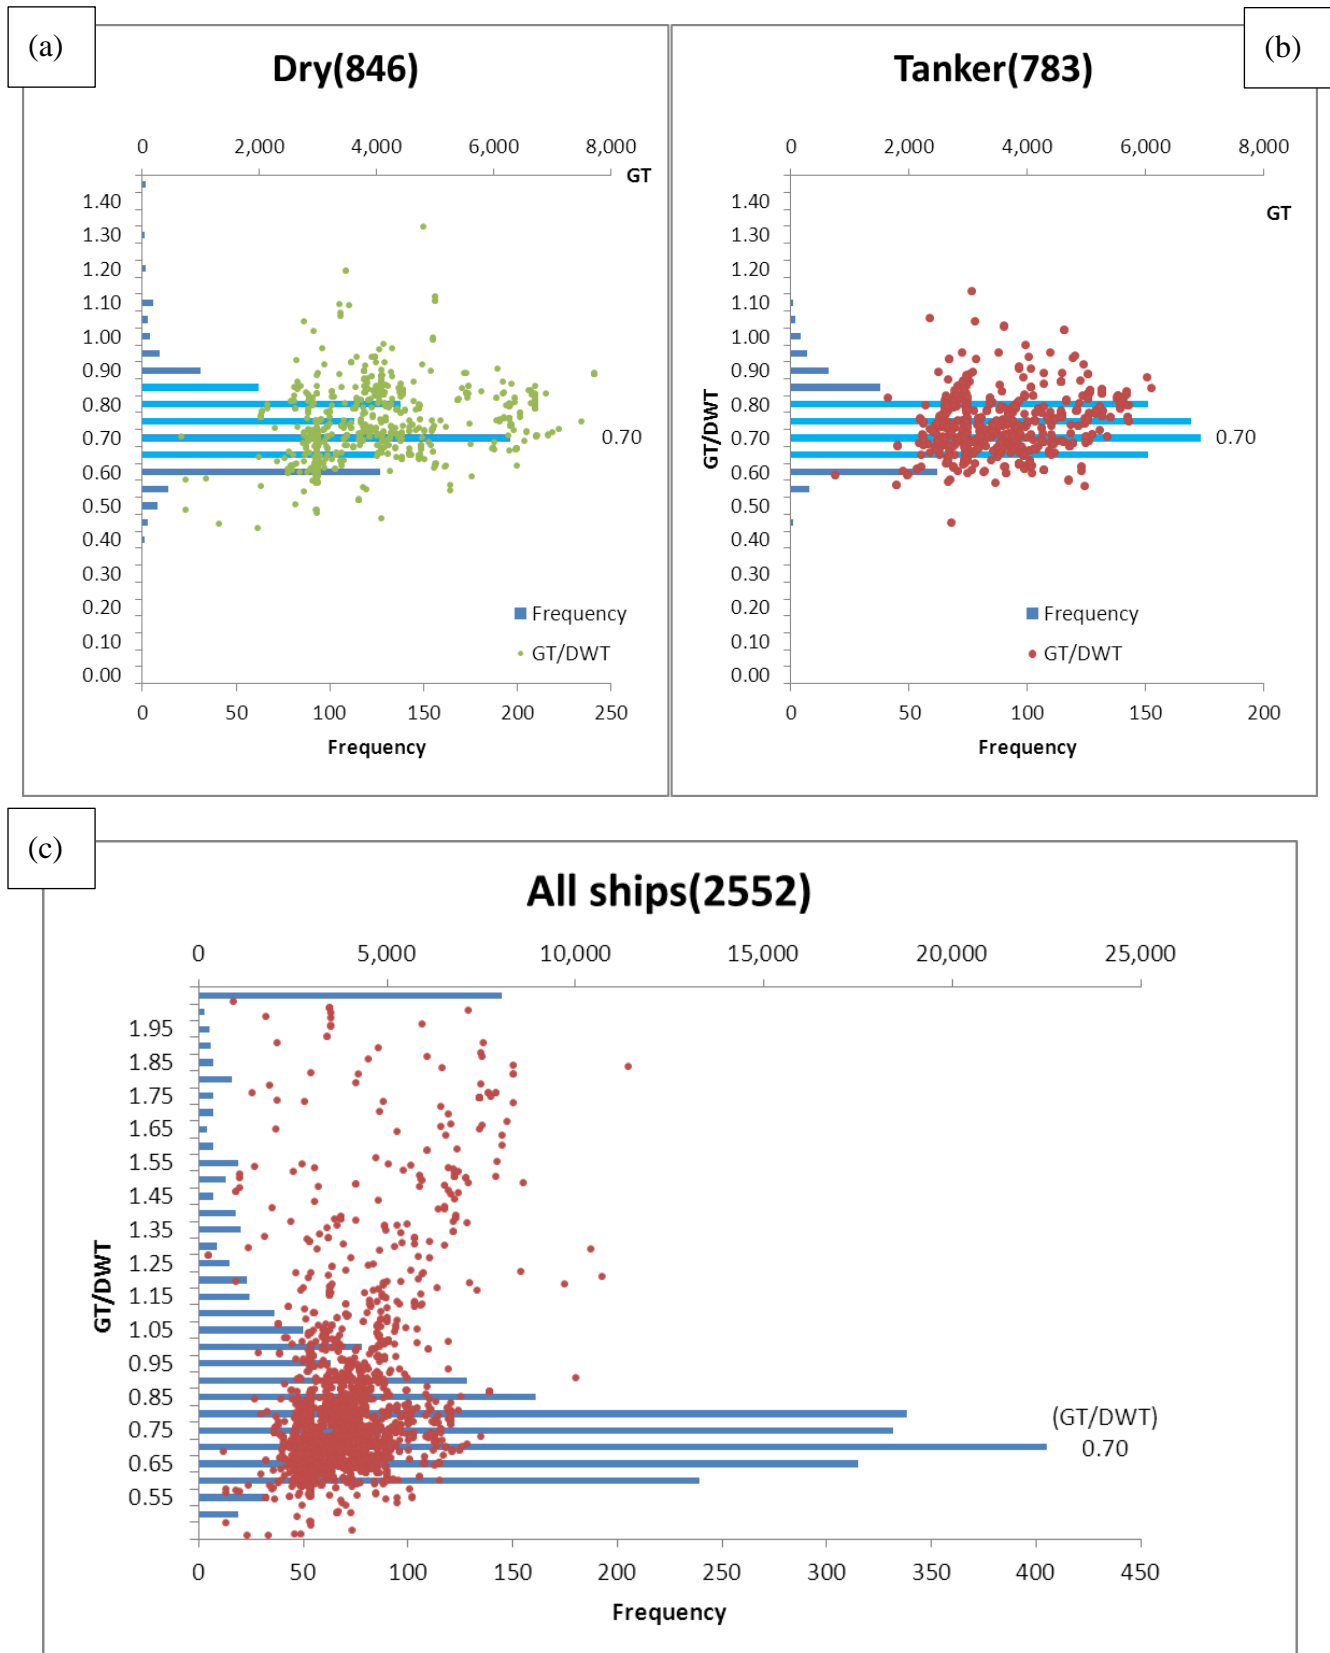 (a)
Dry(846)
0 2,000 4,000 6,000 8,000
GT
1.40
1.30
1.20
1.10
1.00
0.90
0.80
0.70
0.60
0.50
0.40
0.30
0.20
0.10
0.00
0.70
Frequency
GT/DWT
0 50 100 150 200 250
Frequency
(b)
Tanker(783)
0 2,000 4,000 6,000 8,000
GT
GT/DWT
1.40
1.30
1.20
1.10
1.00
0.90
0.80
0.70
0.60
0.50
0.40
0.30
0.20
0.10
0.00
0.70
Frequency
GT/DWT
0 50 100 150 200
Frequency
(c)
All ships(2552)
0 5,000 10,000 15,000 20,000 25,000
GT/DWT
1.95
1.85
1.75
1.65
1.55
1.45
1.35
1.25
1.15
1.05
0.95
0.85
0.75
0.65
0.55
(GT/DWT)
0.70
0 50 100 150 200 250 300 350 400 450
Frequency